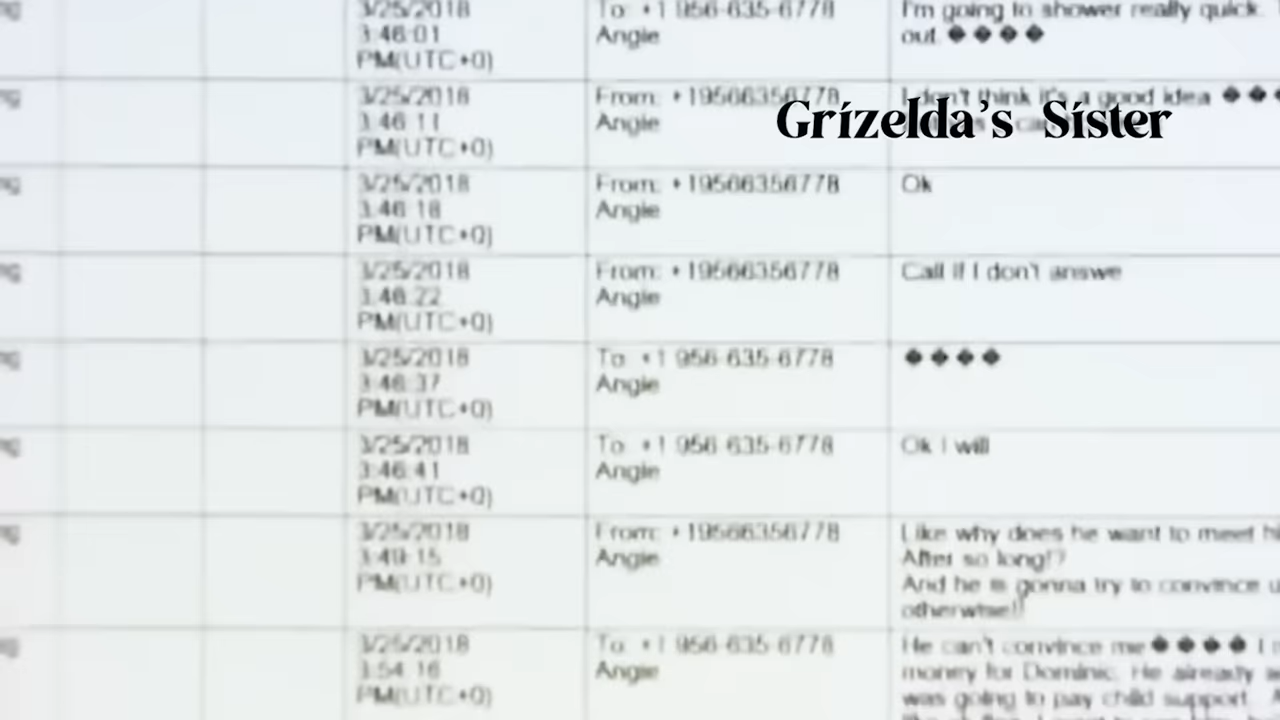 3/25/2018 To: +1 956-635-6778 I'm going to shower really quick.
3:46:01 Angie out. ����
PM(UTC+0)
3/25/2018 From: +19566356778 I don't think it's a good idea ���
3:46:11 Angie
PM(UTC+0)
Grízelda's Síster
3/25/2018 From: +19566356778 Ok
3:46:18 Angie
PM(UTC+0)
3/25/2018 From: +19566356778 Call if I don't answe
3:46:22 Angie
PM(UTC+0)
3/25/2018 To: +1 956-635-6778 ����
3:46:37 Angie
PM(UTC+0)
3/25/2018 To: +1 956-635-6778 Ok I will
3:46:41 Angie
PM(UTC+0)
3/25/2018 From: +19566356778 Like why does he want to meet
3:49:15 Angie After so long!?
PM(UTC+0) And he is gonna try to convince
otherwise!!
3/25/2018 To: +1 956-635-6778 He can't convince me���� I
3:54:16 Angie money for Dominic. He already
PM(UTC+0) was going to pay child support.